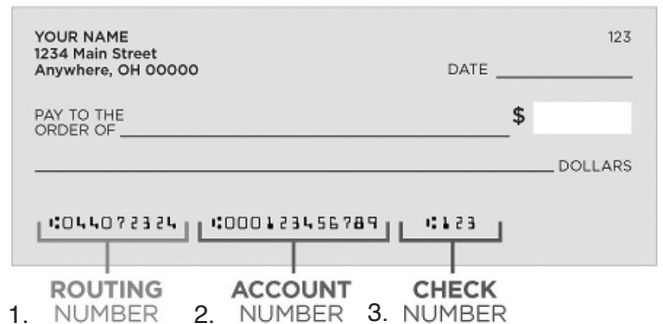 YOUR NAME 123
1234 Main Street
Anywhere, OH 00000 DATE
PAY TO THE
ORDER OF $
DOLLARS
⑆044072324 ⑆000123456789 ⑆123
ROUTING ACCOUNT CHECK
1. NUMBER 2. NUMBER 3. NUMBER